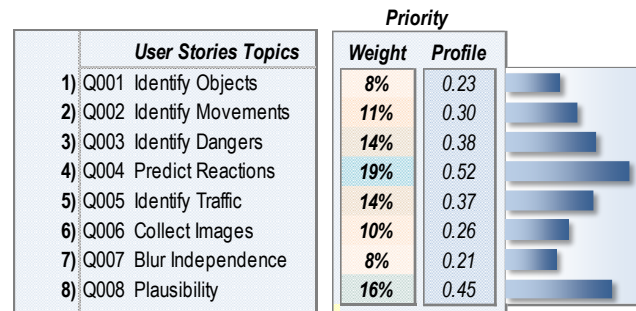 Priority
User Stories Topics Weight Profile
1) Q001 Identify Objects 8% 0.23
2) Q002 Identify Movements 11% 0.30
3) Q003 Identify Dangers 14% 0.38
4) Q004 Predict Reactions 19% 0.52
5) Q005 Identify Traffic 14% 0.37
6) Q006 Collect Images 10% 0.26
7) Q007 Blur Independence 8% 0.21
8) Q008 Plausibility 16% 0.45